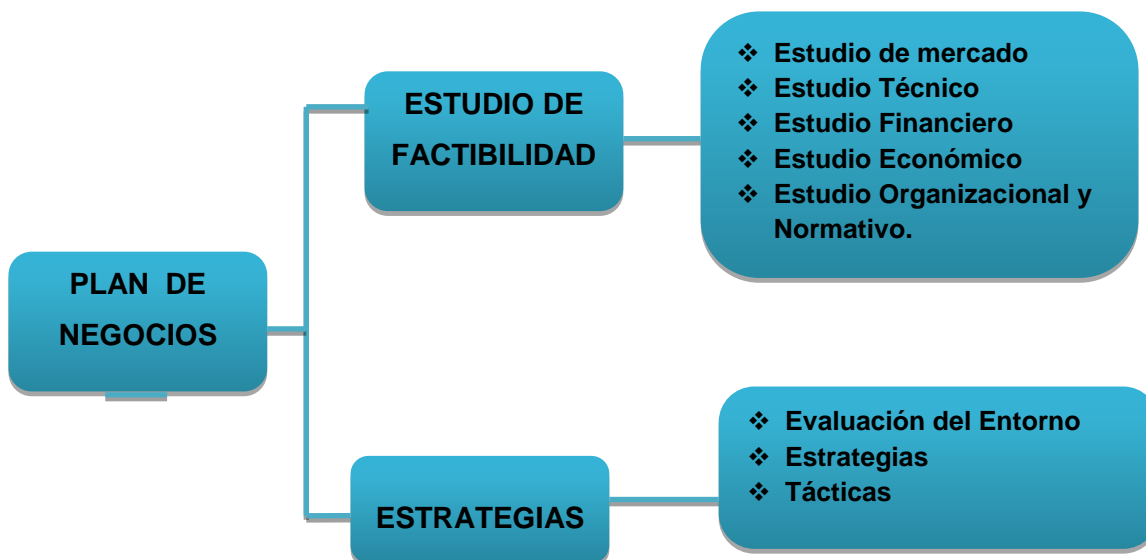 PLAN DE
NEGOCIOS
ESTUDIO DE
FACTIBILIDAD
❖ Estudio de mercado
❖ Estudio Técnico
❖ Estudio Financiero
❖ Estudio Económico
❖ Estudio Organizacional y
Normativo.
ESTRATEGIAS
❖ Evaluación del Entorno
❖ Estrategias
❖ Tácticas